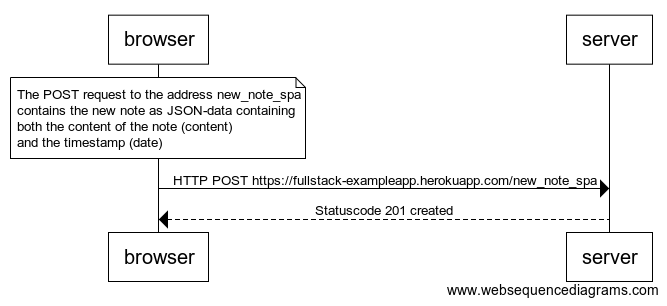 browser
server
The POST request to the address new_note_spa
contains the new note as JSON-data containing
both the content of the note (content)
and the timestamp (date)
HTTP POST https://fullstack-exampleapp.herokuapp.com/new_note_spa
Statuscode 201 created
browser
server
www.websequencediagrams.com